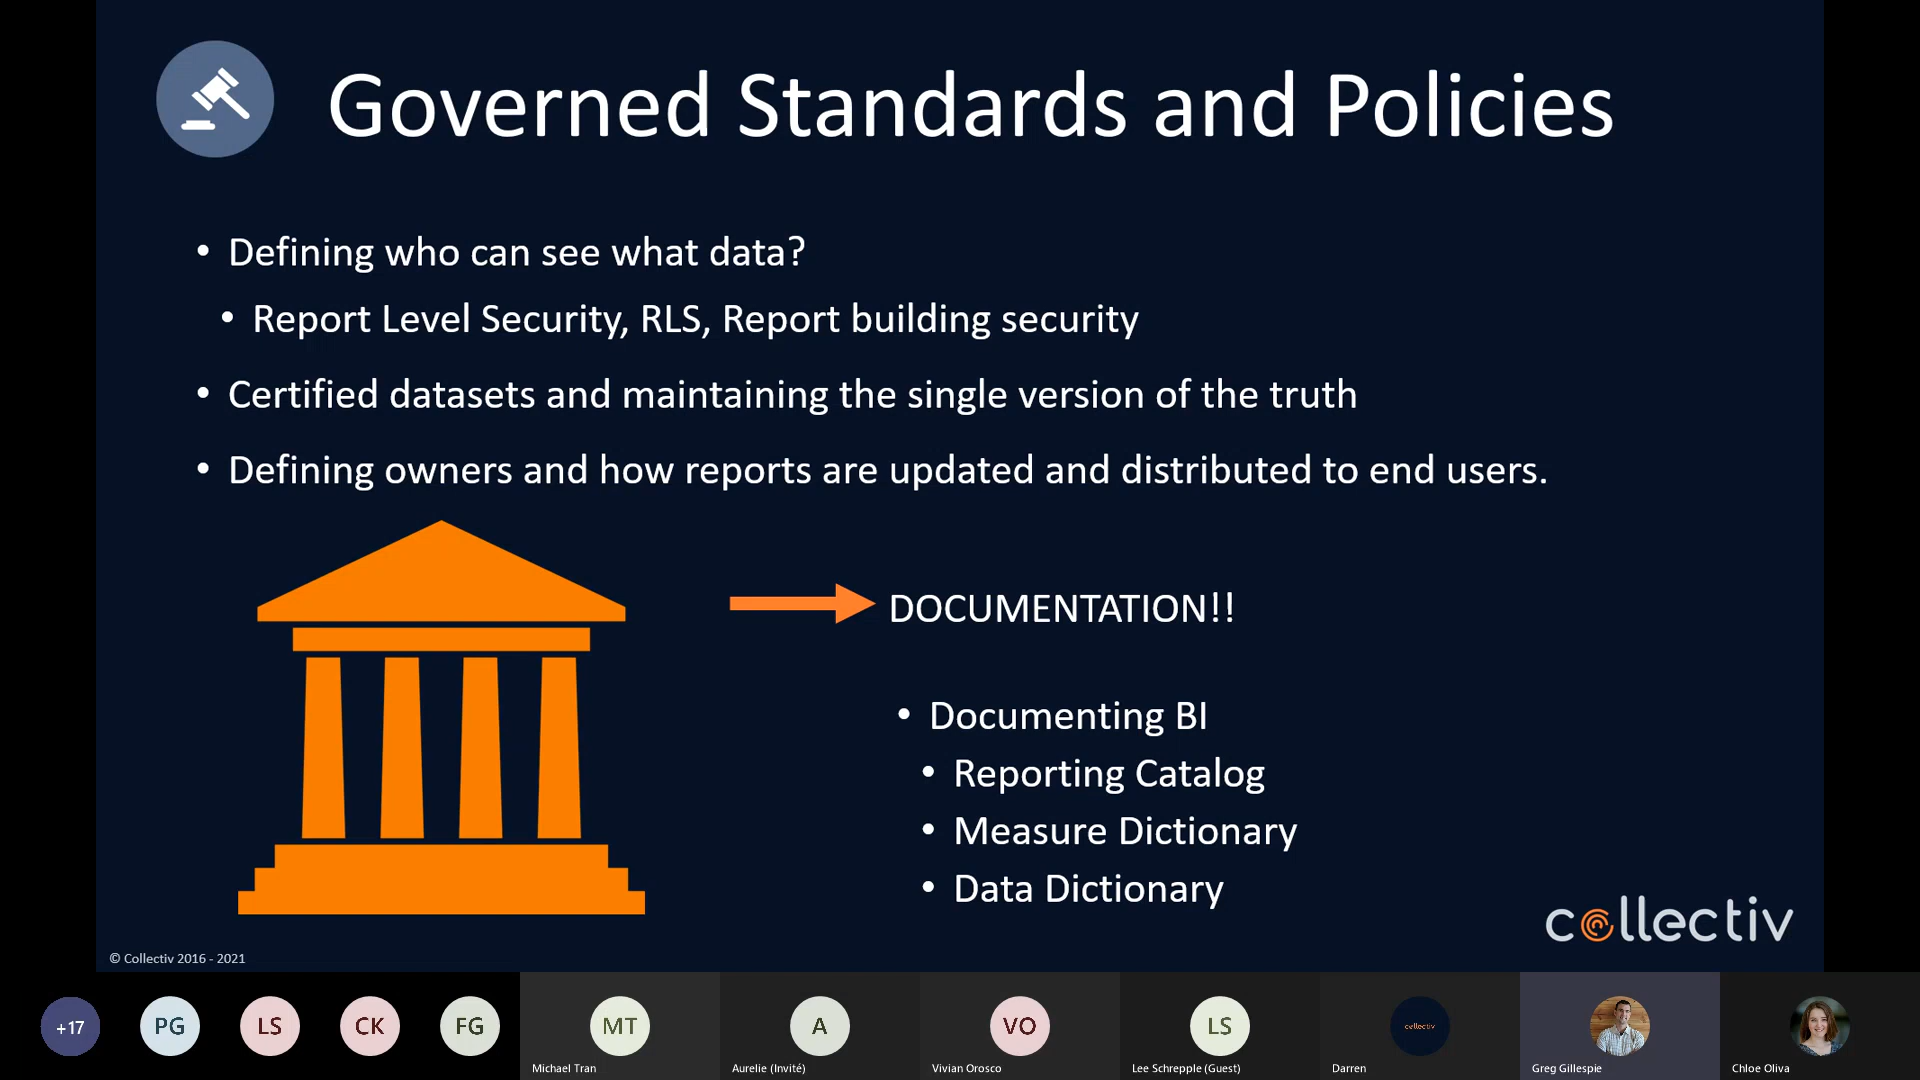 Governed Standards and Policies
• Defining who can see what data?
• Report Level Security, RLS, Report building security
• Certified datasets and maintaining the single version of the truth
• Defining owners and how reports are updated and distributed to end users.
DOCUMENTATION!!
• Documenting BI
• Reporting Catalog
• Measure Dictionary
• Data Dictionary
collectiv
© Collectiv 2016 - 2021
+17 PG LS CK FG MT A VO LS collectiv
Michael Tran Aurelie (Invité) Vivian Orosco Lee Schrepple (Guest) Darren Greg Gillespie Chloe Oliva